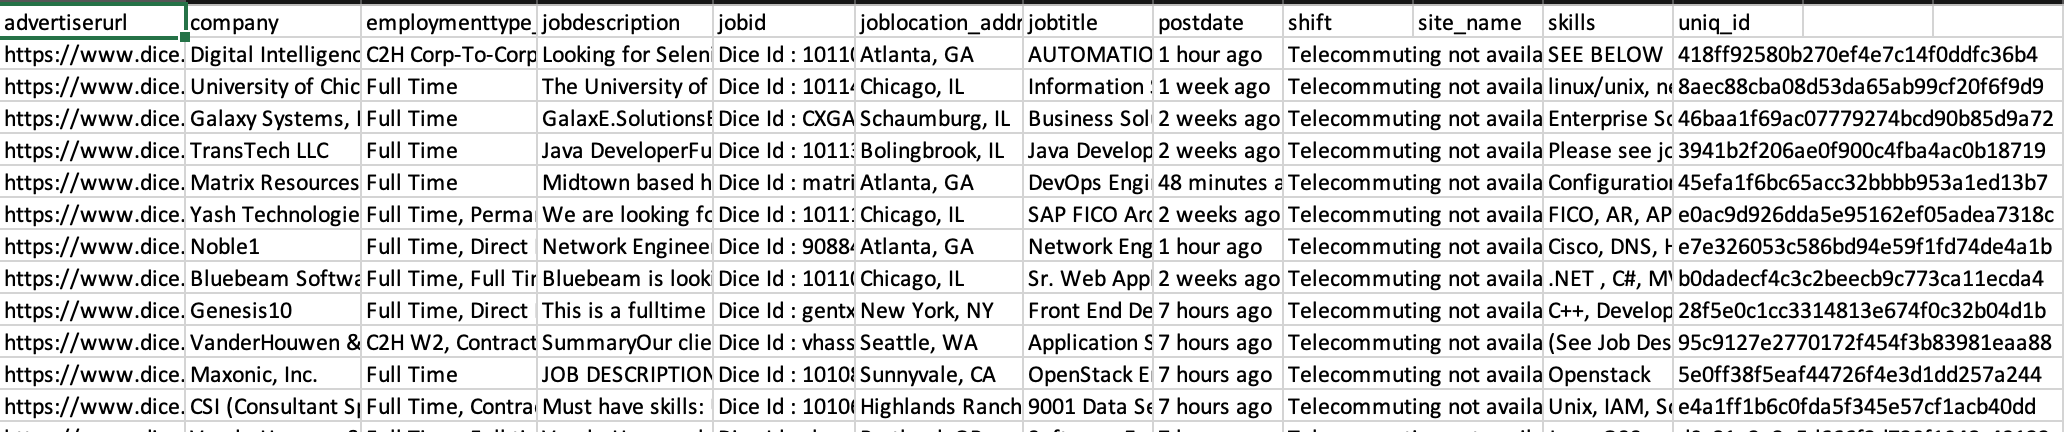 advertiserurl company employmenttype_ jobdescription jobid joblocation_addr jobtitle postdate shift site_name skills uniq_id
https://www.dice. Digital Intelligenc C2H Corp-To-Corp Looking for Selen Dice Id : 1011 Atlanta, GA AUTOMATIO 1 hour ago Telecommuting not availa SEE BELOW 418ff92580b270ef4e7c14f0ddfc36b4
https://www.dice. University of Chic Full Time The University of Dice Id : 1011 Chicago, IL Information 1 week ago Telecommuting not availa linux/unix, ne 8aec88cba08d53da65ab99cf20f6f9d9
https://www.dice. Galaxy Systems, I Full Time GalaxE.Solutions Dice Id : CXGA Schaumburg, IL Business Sol 2 weeks ago Telecommuting not availa Enterprise So 46baa1f69ac07779274bcd90b85d9a72
https://www.dice. TransTech LLC Full Time Java DeveloperFu Dice Id : 1011 Bolingbrook, IL Java Develop 2 weeks ago Telecommuting not availa Please see jo 3941b2f206ae0f900c4fba4ac0b18719
https://www.dice. Matrix Resources Full Time Midtown based h Dice Id : matri Atlanta, GA DevOps Engi 48 minutes a Telecommuting not availa Configuration 45efa1f6bc65acc32bbbb953a1ed13b7
https://www.dice. Yash Technologie Full Time, Perma We are looking fo Dice Id : 1011 Chicago, IL SAP FICO Arc 2 weeks ago Telecommuting not availa FICO, AR, AP e0ac9d926dda5e95162ef05adea7318c
https://www.dice. Noble1 Full Time, Direct Network Enginee Dice Id : 9088 Atlanta, GA Network Eng 1 hour ago Telecommuting not availa Cisco, DNS, H e7e326053c586bd94e59f1fd74de4a1b
https://www.dice. Bluebeam Softwa Full Time, Full Tim Bluebeam is look Dice Id : 1011 Chicago, IL Sr. Web App 2 weeks ago Telecommuting not availa .NET , C#, MV b0dadecf4c3c2beecb9c773ca11ecda4
https://www.dice. Genesis10 Full Time, Direct This is a fulltime Dice Id : gentx New York, NY Front End De 7 hours ago Telecommuting not availa C++, Develop 28f5e0c1cc3314813e674f0c32b04d1b
https://www.dice. VanderHouwen & C2H W2, Contract SummaryOur clie Dice Id : vhass Seattle, WA Application S 7 hours ago Telecommuting not availa (See Job Des 95c9127e2770172f454f3b83981eaa88
https://www.dice. Maxonic, Inc. Full Time JOB DESCRIPTION Dice Id : 1010 Sunnyvale, CA OpenStack E 7 hours ago Telecommuting not availa Openstack 5e0ff38f5eaf44726f4e3d1dd257a244
https://www.dice. CSI (Consultant Sp Full Time, Contra Must have skills: Dice Id : 1010 Highlands Ranch 9001 Data Se 7 hours ago Telecommuting not availa Unix, IAM, So e4a1ff1b6c0fda5f345e57cf1acb40dd